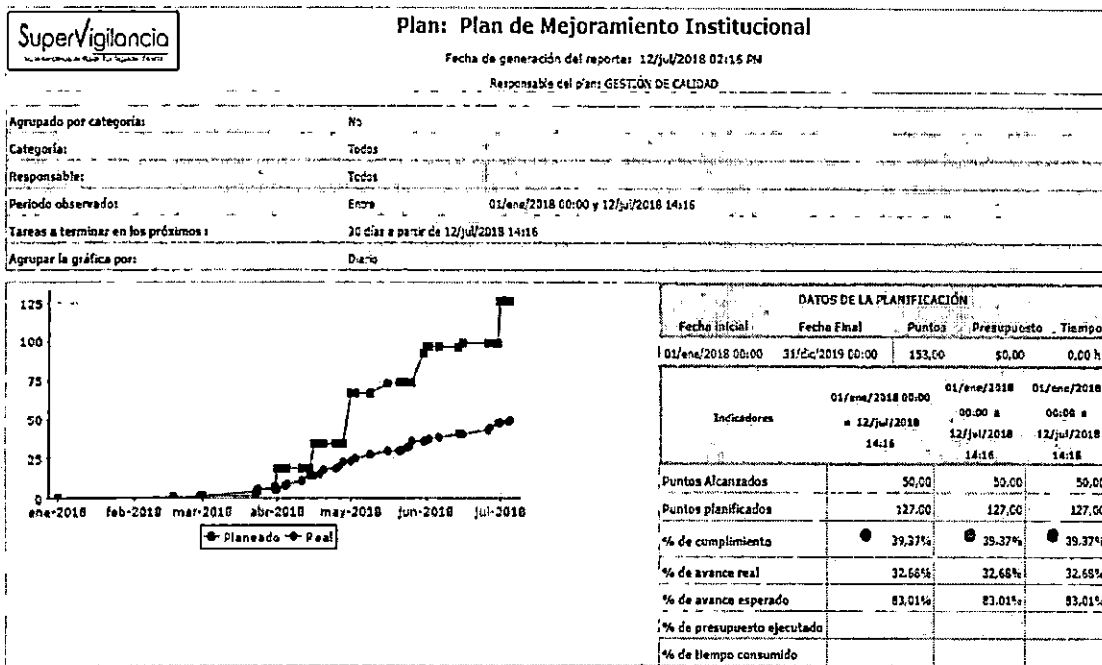 SuperVigilancia
Plan: Plan de Mejoramiento Institucional
Fecha de generación del reporte: 12/jul/2018 02:16 PM
Responsable del plan: GESTIÓN DE CALIDAD
Agrupado por categoría: No
Categoría: Todos
Responsable: Todos
Periodo observado: Entre 01/ene/2018 00:00 y 12/jul/2018 14:16
Tareas a terminar en los próximos : 30 días a partir de 12/jul/2018 14:16
Agrupar la gráfica por: Diario
125
100
75
50
25
0
ene-2018 feb-2018 mar-2018 abr-2018 may-2018 jun-2018 jul-2018
Planeado Real
DATOS DE LA PLANIFICACIÓN
Fecha Inicial Fecha Final Puntos Presupuesto Tiempo
01/ene/2018 00:00 31/dic/2019 00:00 153,00 $0,00 0.00 h
Indicadores 01/ene/2018 00:00 a 12/jul/2018 14:16 01/ene/2018 00:00 a 12/jul/2018 14:16 01/ene/2018 00:00 a 12/jul/2018 14:16
Puntos Alcanzados 50,00 50,00 50,00
Puntos planificados 127,00 127,00 127,00
% de cumplimiento 39,37% 39,37% 39,37%
% de avance real 32,68% 32,68% 32,68%
% de avance esperado 83,01% 83,01% 83,01%
% de presupuesto ejecutado
% de tiempo consumido